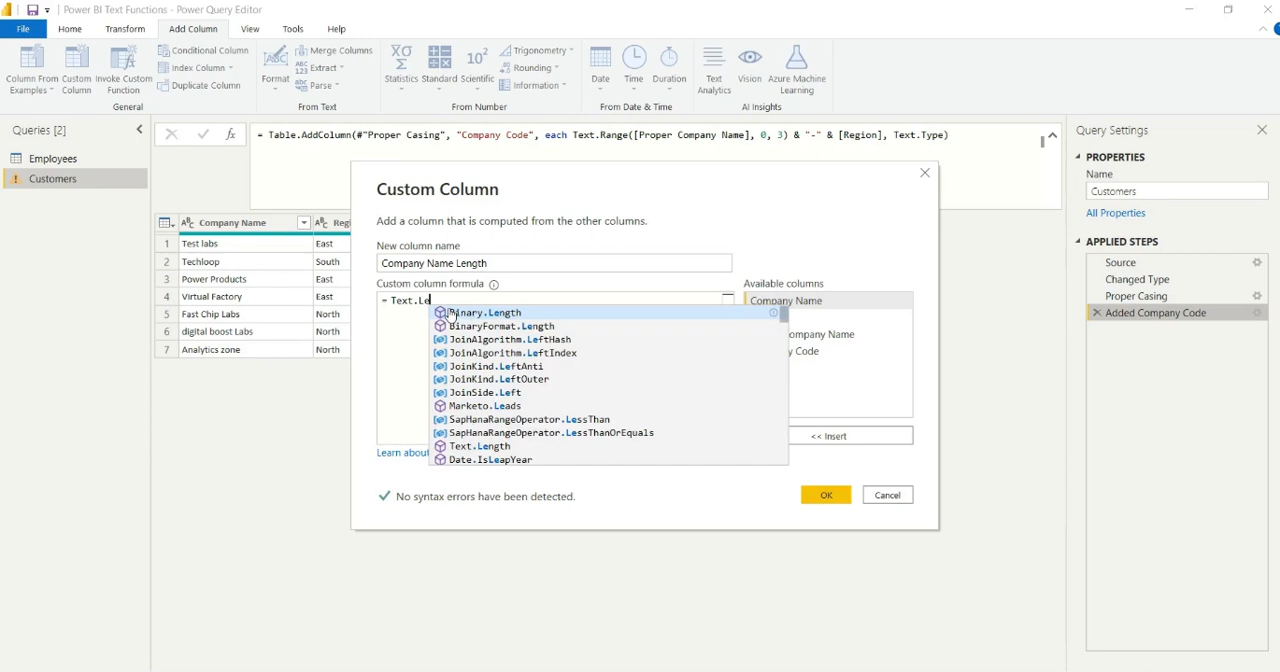 Power BI Text Functions - Power Query Editor
File Home Transform Add Column View Tools Help
Column From Examples
Custom Column
Invoke Custom Function
Conditional Column
Index Column
Duplicate Column
General
Format
Merge Columns
Extract
Parse
From Text
Statistics
Standard
Scientific
Trigonometry
Rounding
Information
From Number
Date
Time
Duration
From Date & Time
Text Analytics
Vision
Azure Machine Learning
AI Insights
Queries [2]
Employees
Customers
= Table.AddColumn(#"Proper Casing", "Company Code", each Text.Range([Proper Company Name], 0, 3) & "-" & [Region], Text.Type)
Company Name
1 Test labs East
2 Techloop South
3 Power Products East
4 Virtual Factory East
5 Fast Chip Labs North
6 digital boost Labs North
7 Analytics zone North
Custom Column
Add a column that is computed from the other columns.
New column name
Company Name Length
Custom column formula
= Text.Le
Binary.Length
BinaryFormat.Length
JoinAlgorithm.LeftHash
JoinAlgorithm.LeftIndex
JoinKind.LeftAnti
JoinKind.LeftOuter
JoinSide.Left
Marketo.Leads
SapHanaRangeOperator.LessThan
SapHanaRangeOperator.LessThanOrEquals
Text.Length
Date.IsLeapYear
Available columns
Company Name
<< Insert
Learn about
No syntax errors have been detected.
OK
Cancel
Query Settings
PROPERTIES
Name
Customers
All Properties
APPLIED STEPS
Source
Changed Type
Proper Casing
Added Company Code